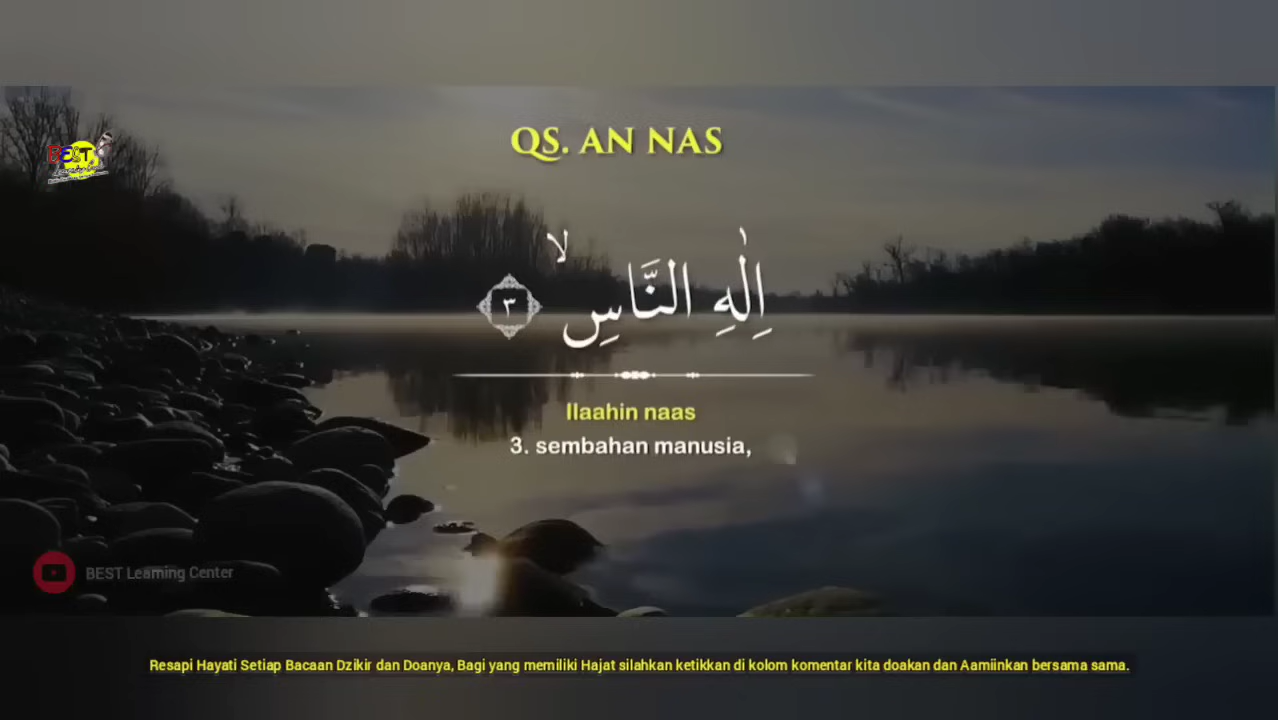 BEST
QS. AN NAS
اِلٰهِ النَّاسِۙ ٣
Ilaahin naas
3. sembahan manusia,
BEST Learning Center
Resapi Hayati Setiap Bacaan Dzikir dan Doanya, Bagi yang memiliki Hajat silahkan ketikkan di kolom komentar kita doakan dan Aamiinkan bersama sama.